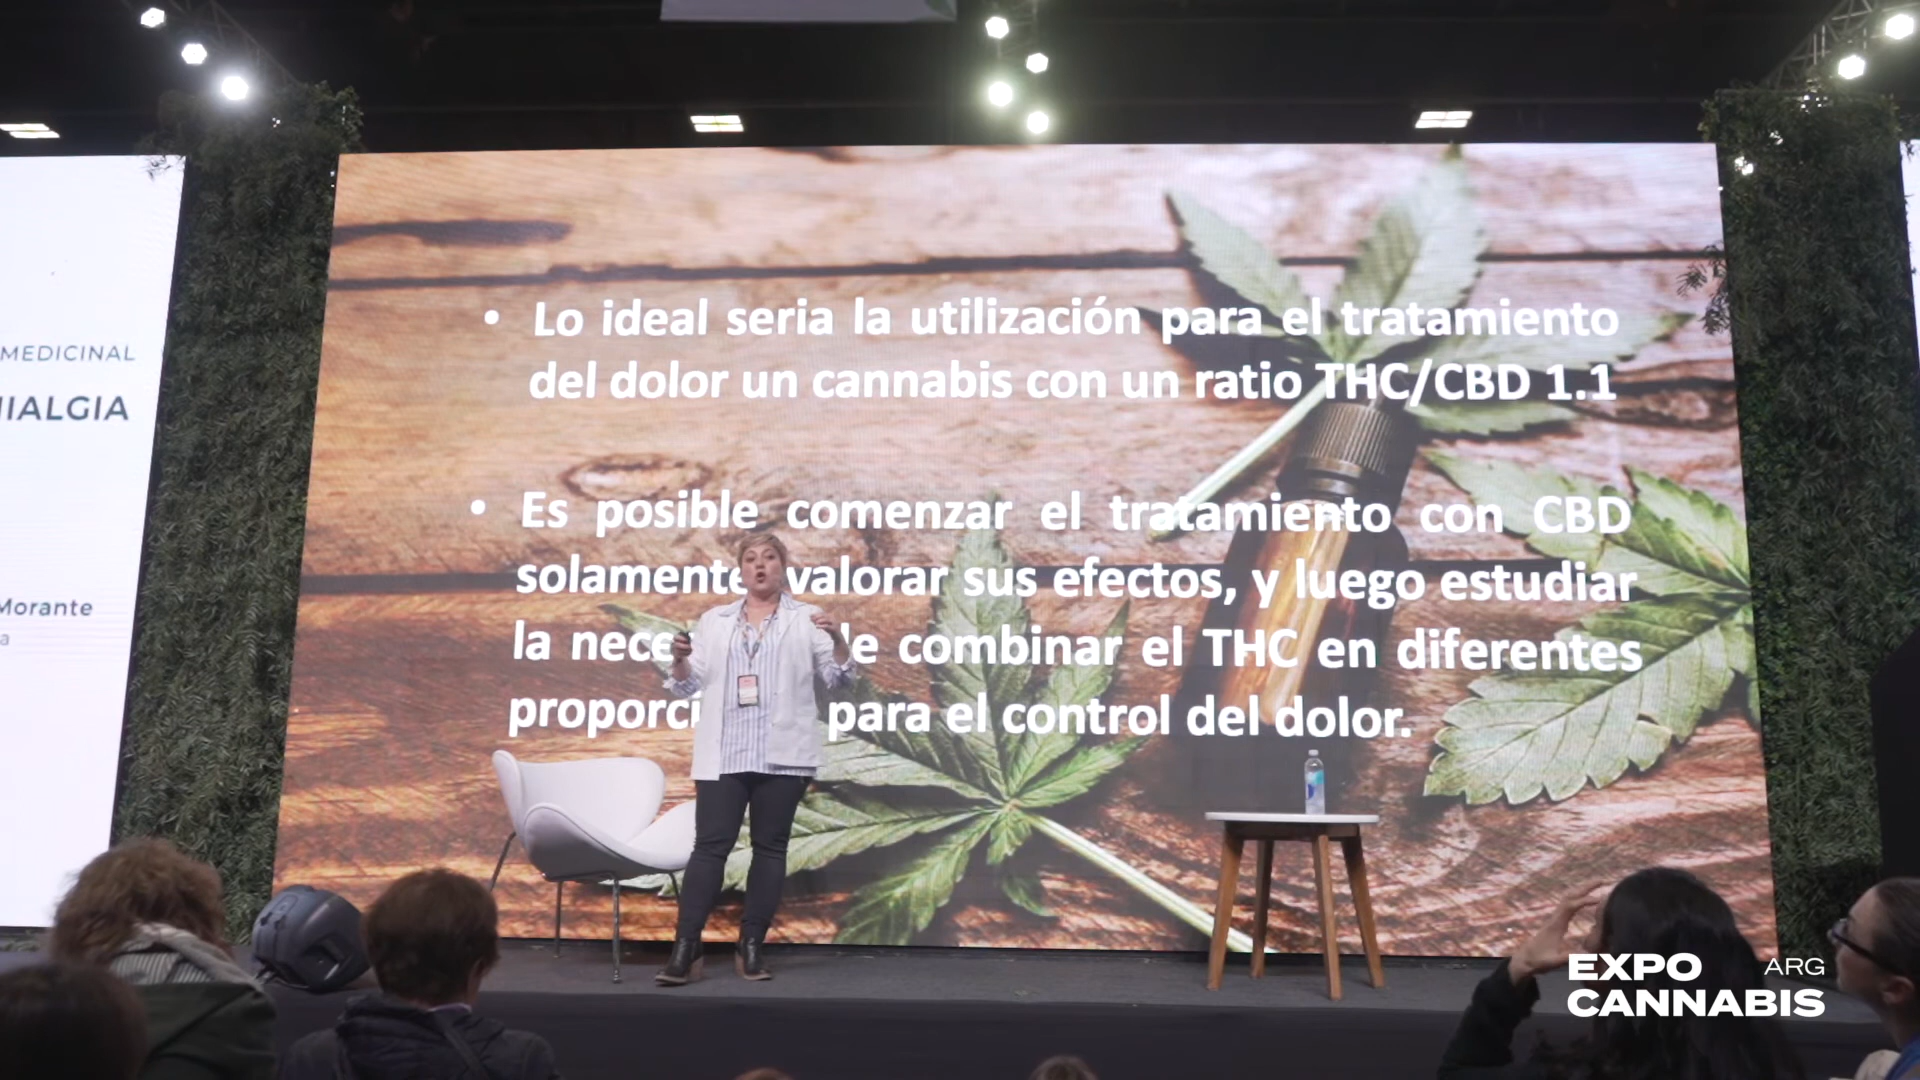 MEDICINAL
IALGIA
Morante
a
• Lo ideal seria la utilización para el tratamiento
del dolor un cannabis con un ratio THC/CBD 1.1
• Es posible comenzar el tratamiento con CBD
solamente valorar sus efectos, y luego estudiar
la nece le combinar el THC en diferentes
proporci para el control del dolor.
EXPO ARG
CANNABIS